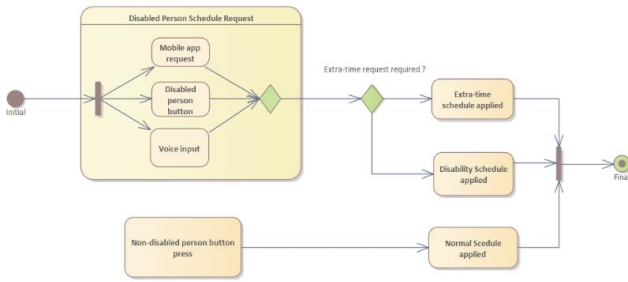 Disabled Person Schedule Request
Mobile app
request
Disabled
person
button
Voice input
Initial
Extra-time request required ?
Extra-time
schedule applied
Disability Schedule
applied
Final
Non-disabled person button
press
Normal Scedule
applied